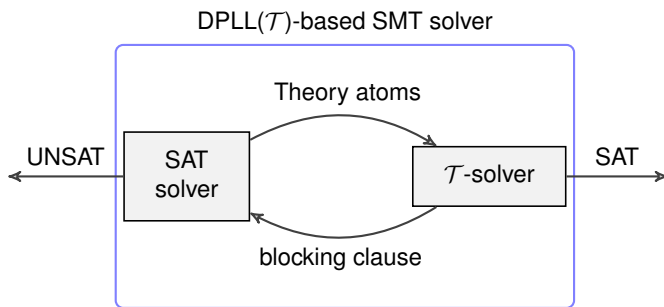 DPLL(𝒯)-based SMT solver
Theory atoms
UNSAT
SAT
solver
𝒯-solver
SAT
blocking clause